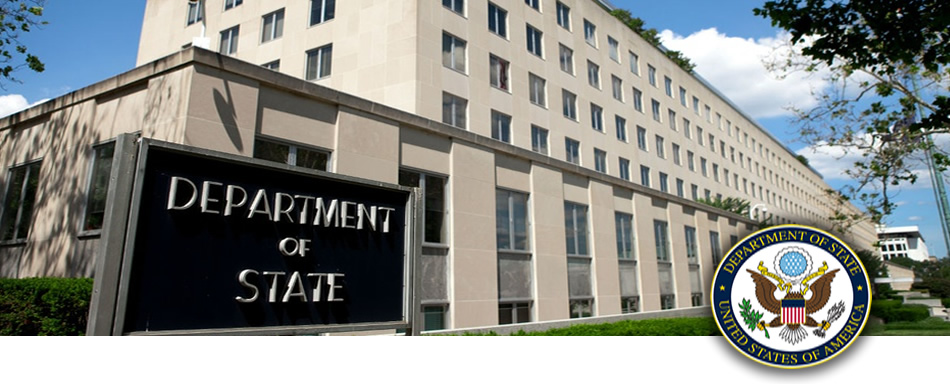 DEPARTMENT
OF
STATE
DEPARTMENT OF STATE
UNITED STATES OF AMERICA